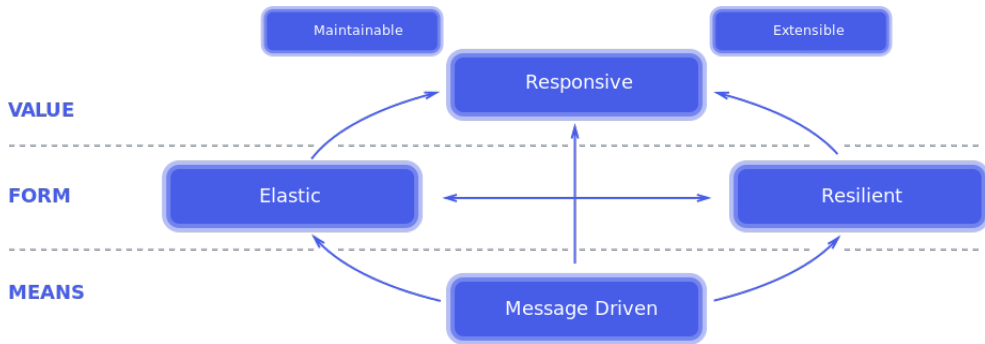 Maintainable
Extensible
Responsive
VALUE
FORM
Elastic
Resilient
MEANS
Message Driven